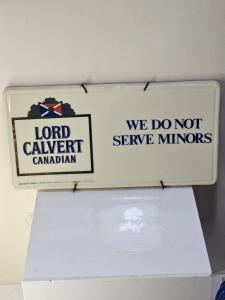 LORD
CALVERT
CANADIAN
WE DO NOT
SERVE MINORS